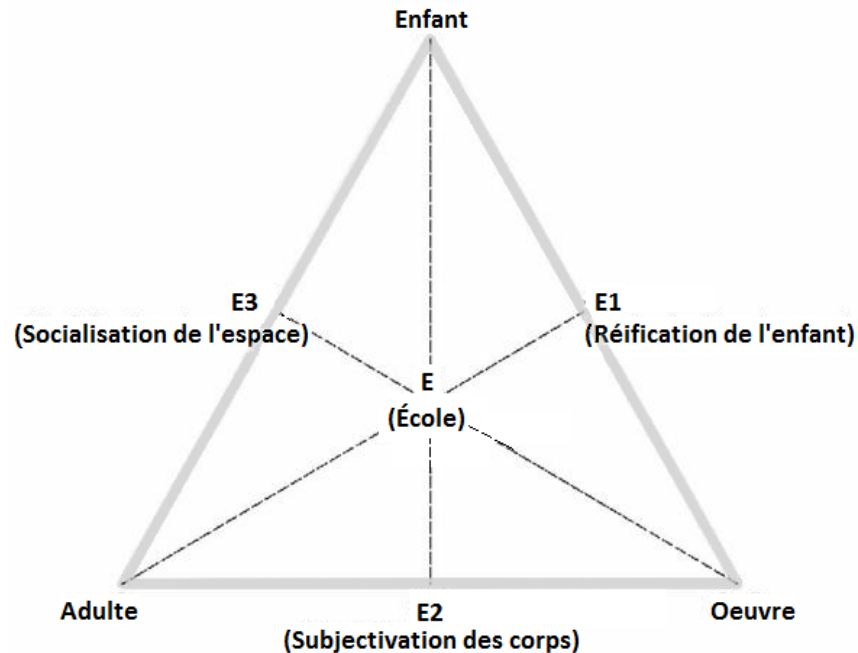 Enfant
E3
(Socialisation de l'espace)
E1
(Réification de l'enfant)
E
(École)
Adulte
E2
(Subjectivation des corps)
Oeuvre